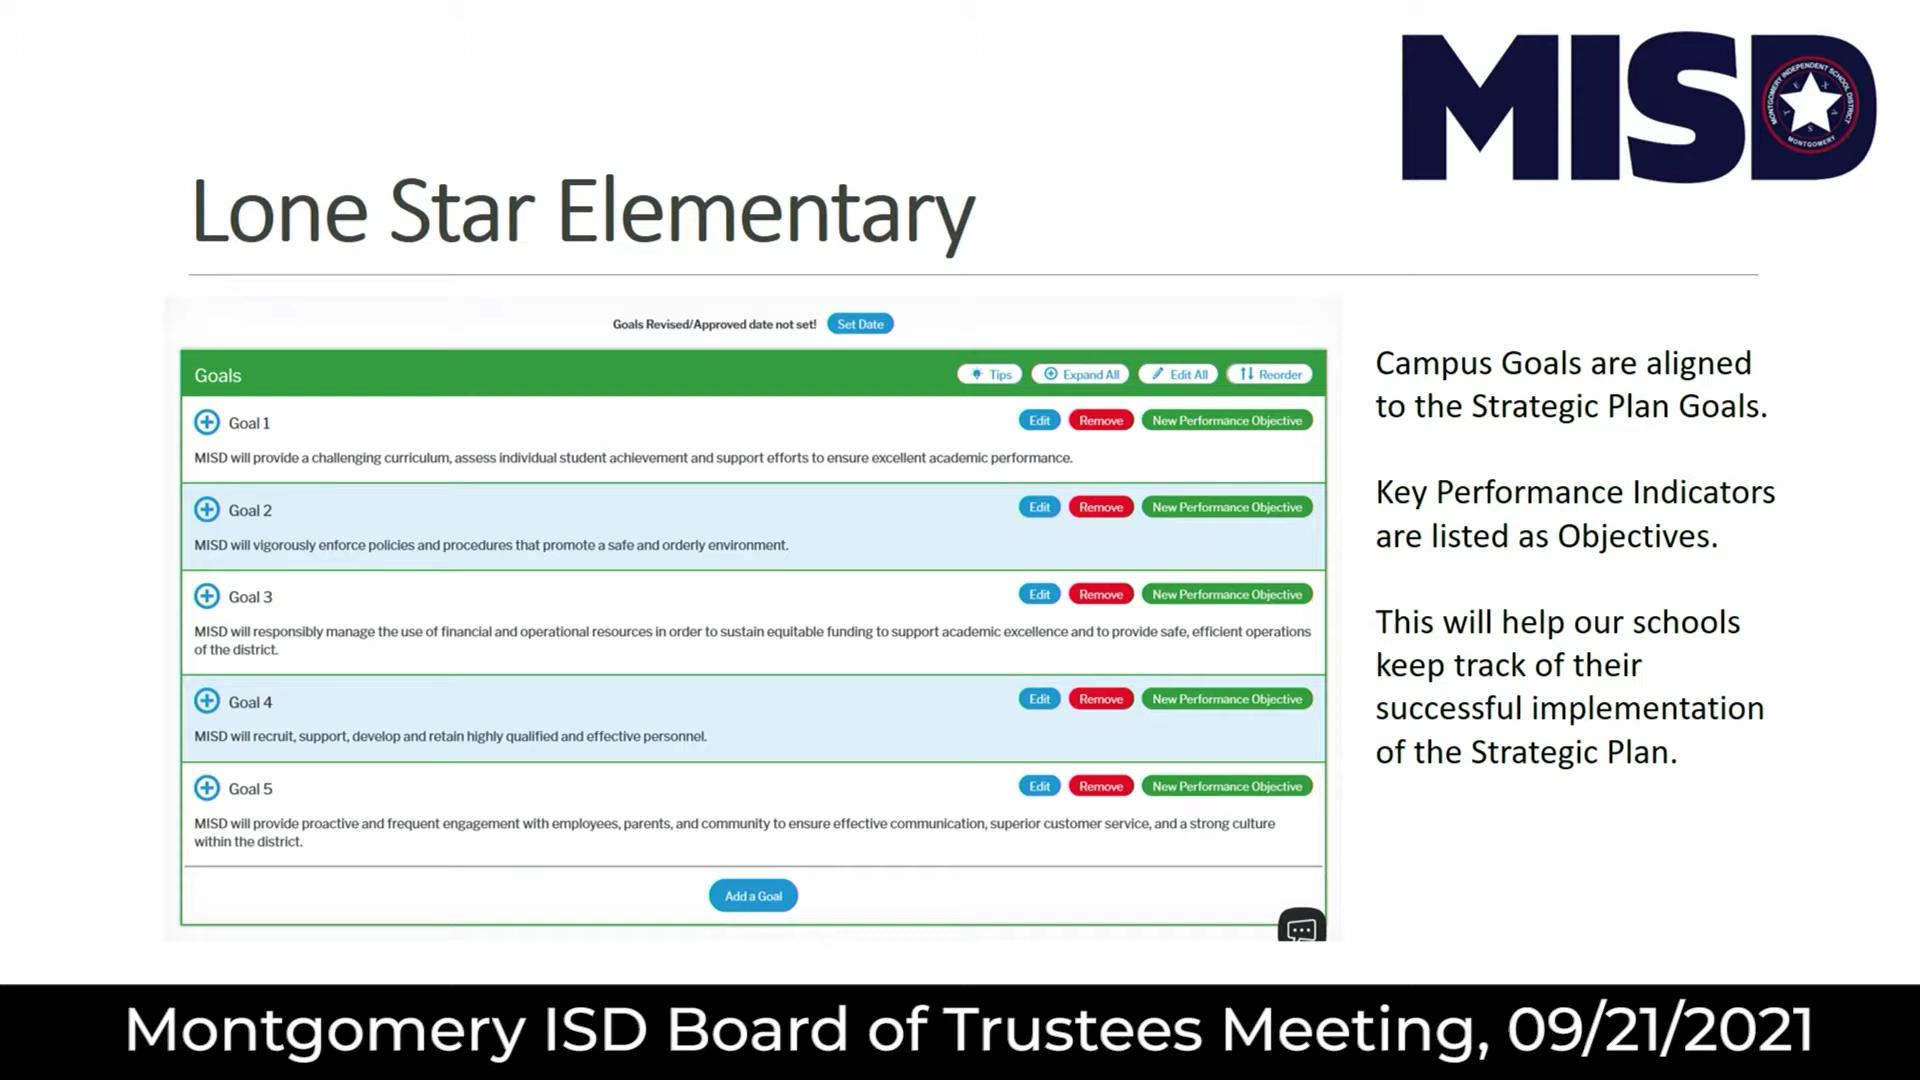 MISD
MONTGOMERY INDEPENDENT SCHOOL DISTRICT
TEXAS
MONTGOMERY
Lone Star Elementary
Goals Revised/Approved date not set! Set Date
Goals Tips Expand All Edit All Reorder
Goal 1 Edit Remove New Performance Objective
MISD will provide a challenging curriculum, assess individual student achievement and support efforts to ensure excellent academic performance.
Goal 2 Edit Remove New Performance Objective
MISD will vigorously enforce policies and procedures that promote a safe and orderly environment.
Goal 3 Edit Remove New Performance Objective
MISD will responsibly manage the use of financial and operational resources in order to sustain equitable funding to support academic excellence and to provide safe, efficient operations
of the district.
Goal 4 Edit Remove New Performance Objective
MISD will recruit, support, develop and retain highly qualified and effective personnel.
Goal 5 Edit Remove New Performance Objective
MISD will provide proactive and frequent engagement with employees, parents, and community to ensure effective communication, superior customer service, and a strong culture
within the district.
Add a Goal
Campus Goals are aligned
to the Strategic Plan Goals.
Key Performance Indicators
are listed as Objectives.
This will help our schools
keep track of their
successful implementation
of the Strategic Plan.
Montgomery ISD Board of Trustees Meeting, 09/21/2021